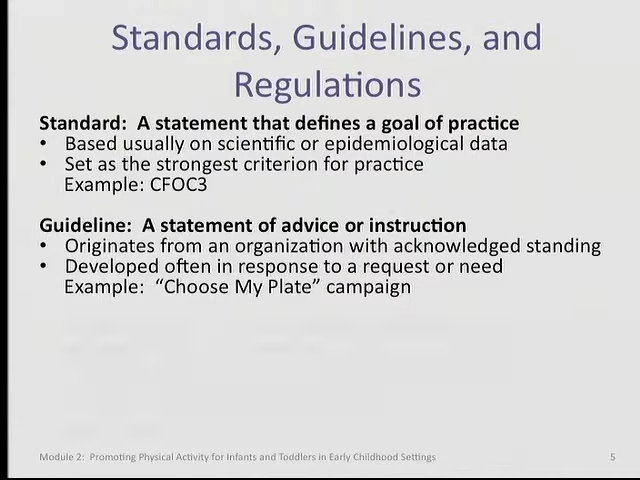 Standards, Guidelines, and
Regulations
Standard: A statement that defines a goal of practice
• Based usually on scientific or epidemiological data
• Set as the strongest criterion for practice
Example: CFOC3
Guideline: A statement of advice or instruction
• Originates from an organization with acknowledged standing
• Developed often in response to a request or need
Example: “Choose My Plate” campaign
Module 2: Promoting Physical Activity for Infants and Toddlers in Early Childhood Settings
5